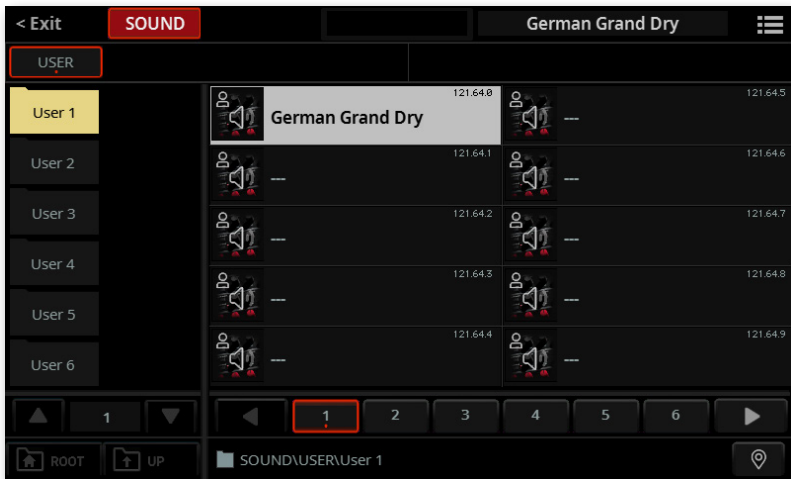 < Exit SOUND German Grand Dry
USER
User 1
User 2
User 3
User 4
User 5
User 6
German Grand Dry 121.64.0
--- 121.64.1
--- 121.64.2
--- 121.64.3
--- 121.64.4
--- 121.64.5
--- 121.64.6
--- 121.64.7
--- 121.64.8
--- 121.64.9
1
1 2 3 4 5 6
ROOT UP
SOUND\USER\User 1